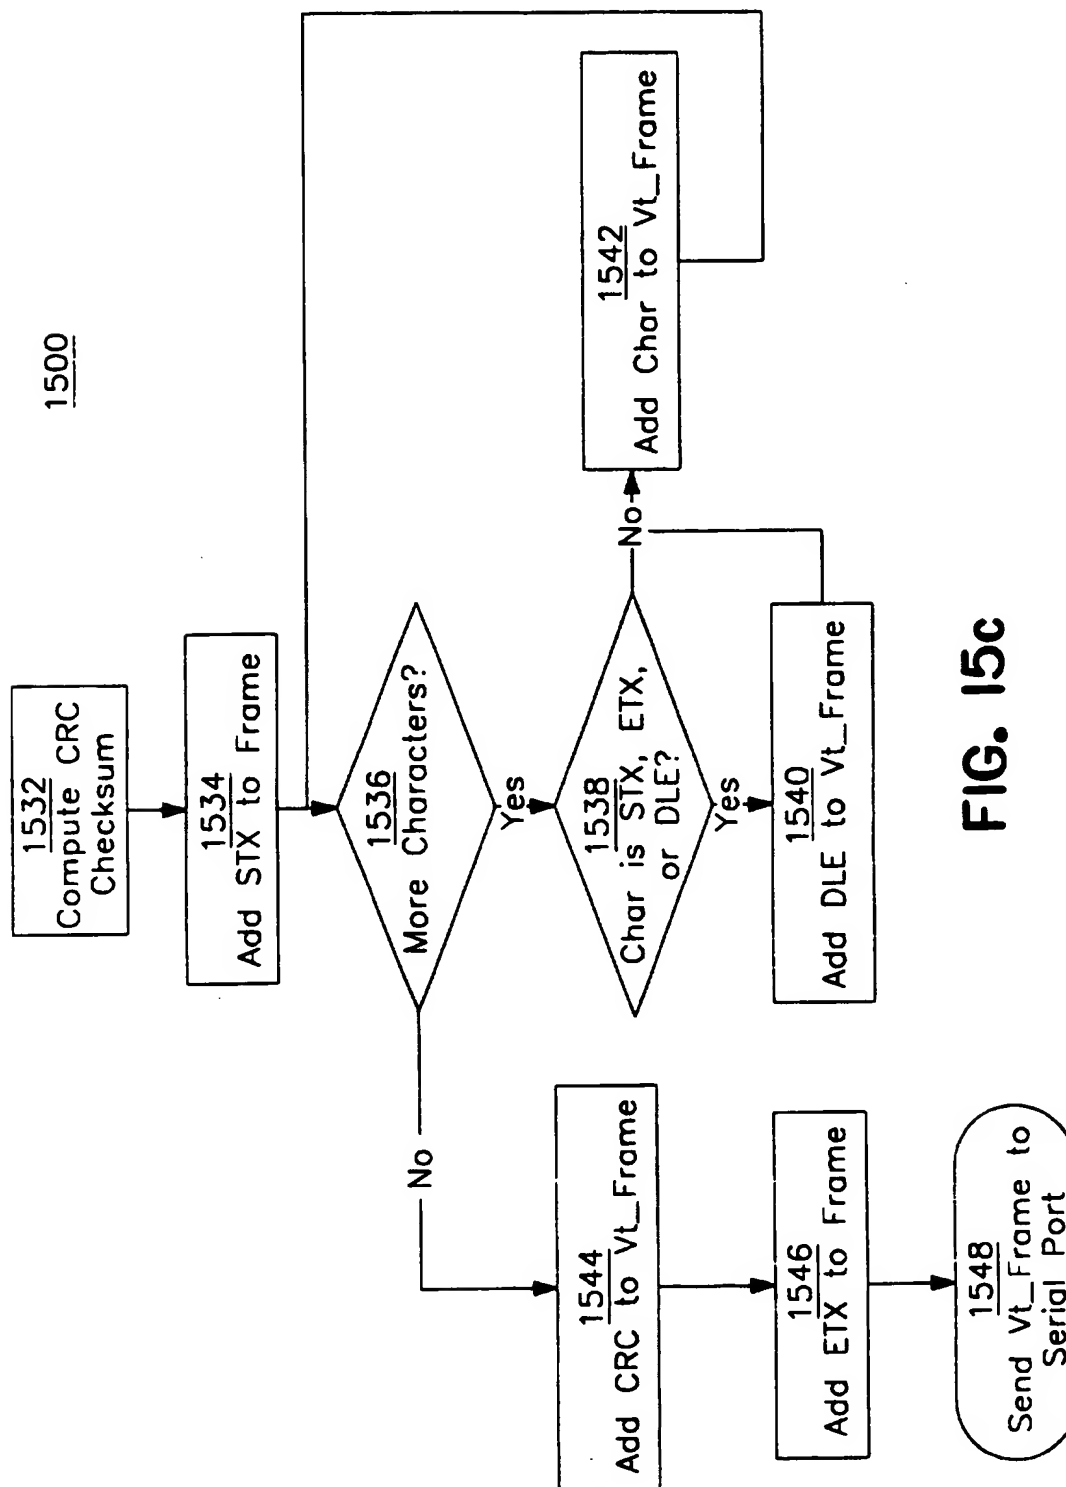 1500
1532
Compute CRC
Checksum
1534
Add STX to Frame
1536
More Characters?
Yes
No
1538
Char is STX, ETX,
or DLE?
No
Yes
1542
Add Char to Vt_Frame
1540
Add DLE to Vt_Frame
1544
Add CRC to Vt_Frame
1546
Add ETX to Frame
1548
Send Vt_Frame to
Serial Port
FIG. 15c